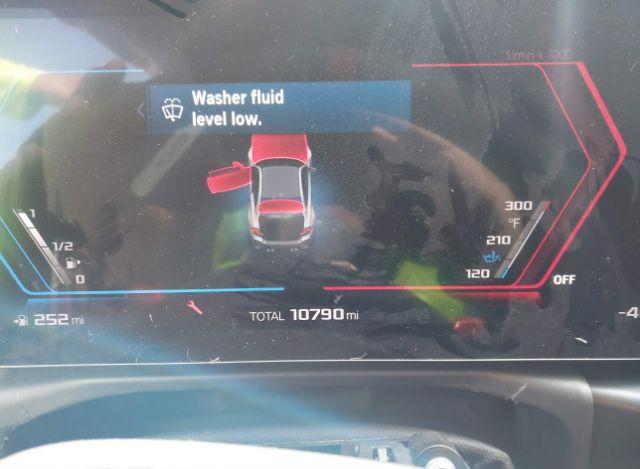 1/min x 1000
Washer fluid
level low.
1
1/2
0
300
°F
210
120
OFF
252 mi
TOTAL 10790 mi